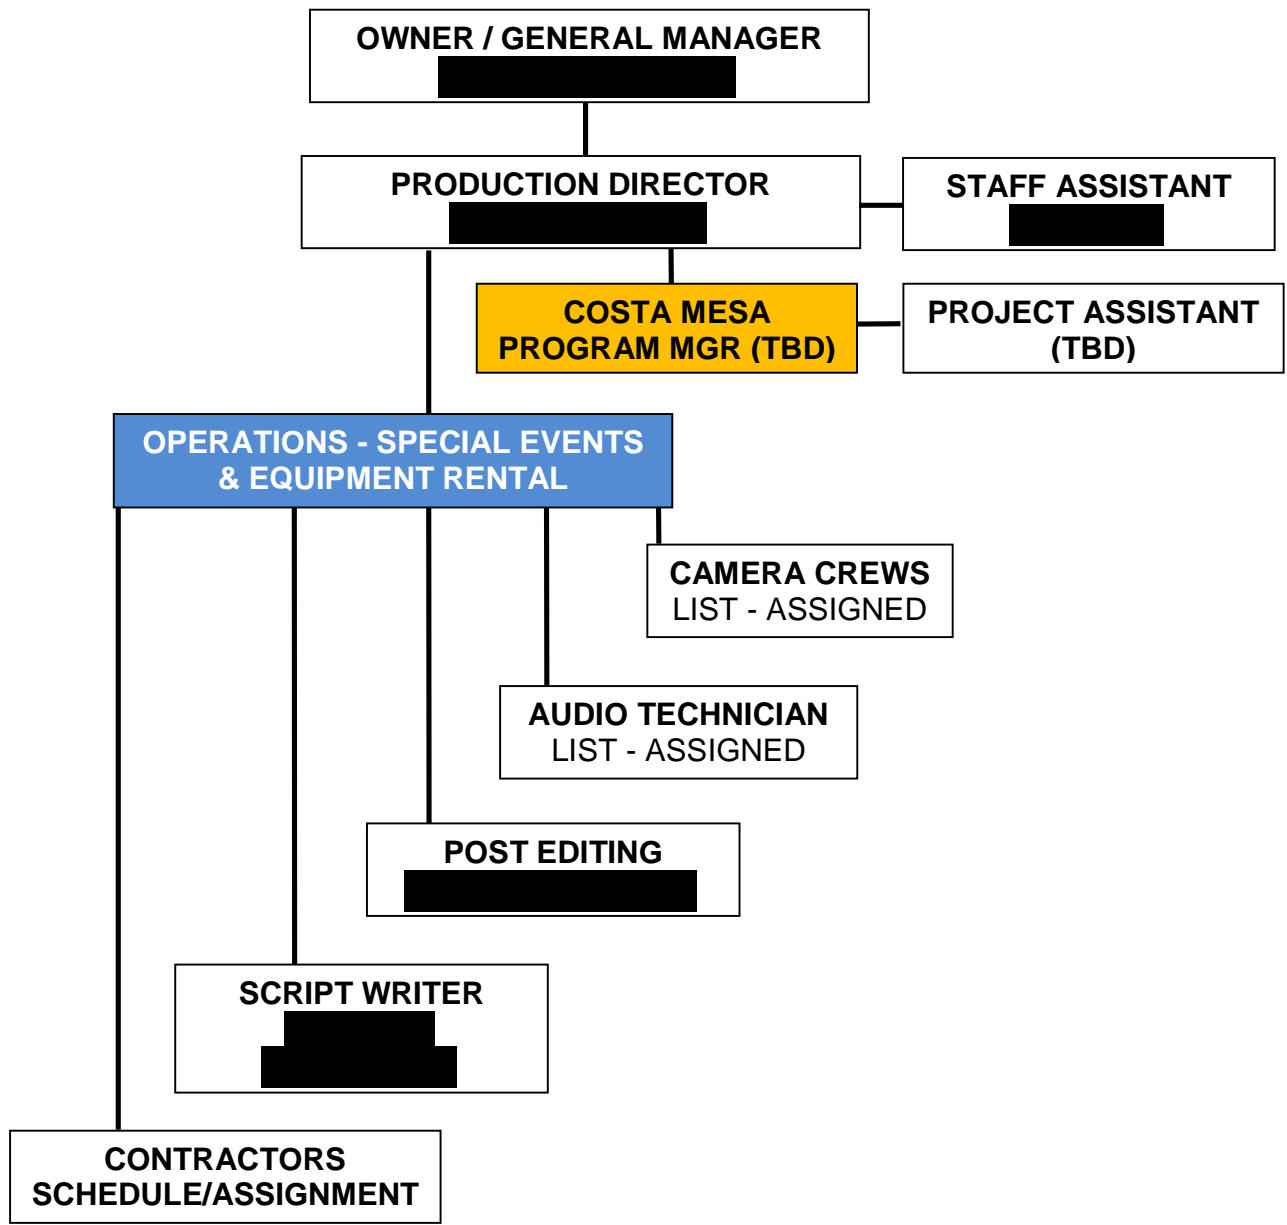 OWNER / GENERAL MANAGER
PRODUCTION DIRECTOR
STAFF ASSISTANT
COSTA MESA
PROGRAM MGR (TBD)
PROJECT ASSISTANT
(TBD)
OPERATIONS - SPECIAL EVENTS
& EQUIPMENT RENTAL
CAMERA CREWS
LIST - ASSIGNED
AUDIO TECHNICIAN
LIST - ASSIGNED
POST EDITING
SCRIPT WRITER
CONTRACTORS
SCHEDULE/ASSIGNMENT